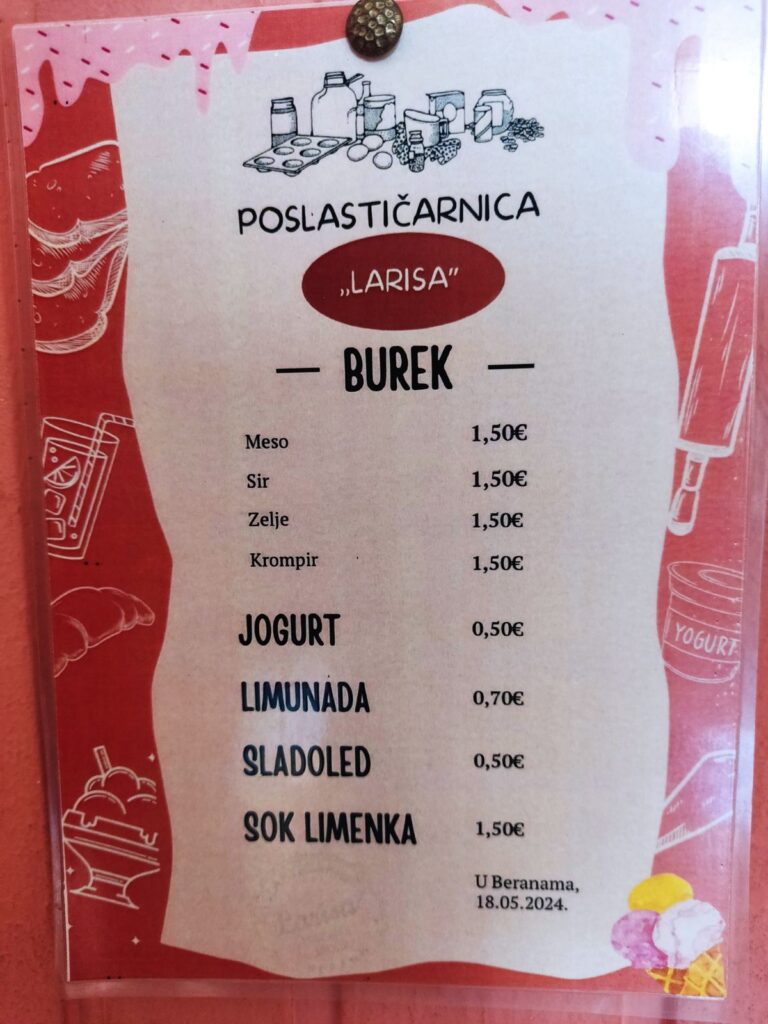 POSLASTIČARNICA
„LARISA”
— BUREK —
Meso 1,50€
Sir 1,50€
Zelje 1,50€
Krompir 1,50€
JOGURT 0,50€
LIMUNADA 0,70€
SLADOLED 0,50€
SOK LIMENKA 1,50€
U Beranama,
18.05.2024.
YOGURT
Larisa